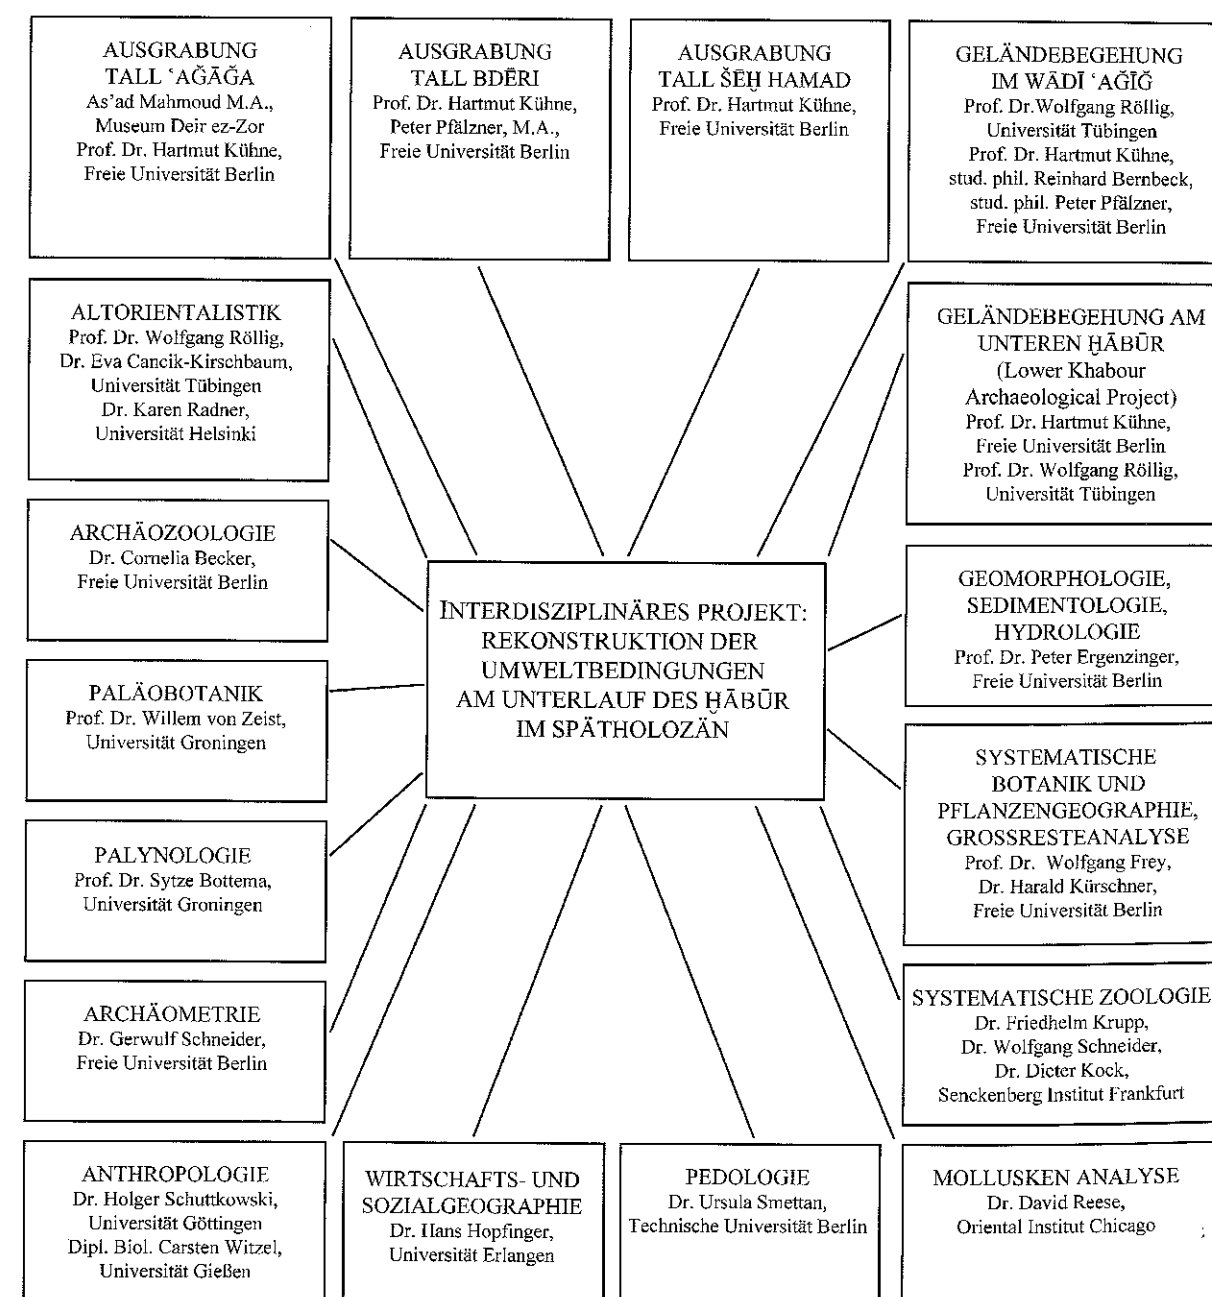 AUSGRABUNG
TALL ʿAĞĀĞA
As'ad Mahmoud M.A.,
Museum Deir ez-Zor
Prof. Dr. Hartmut Kühne,
Freie Universität Berlin
AUSGRABUNG
TALL BDĒRI
Prof. Dr. Hartmut Kühne,
Peter Pfälzner, M.A.,
Freie Universität Berlin
AUSGRABUNG
TALL ŠĒḪ HAMAD
Prof. Dr. Hartmut Kühne,
Freie Universität Berlin
GELÄNDEBEGEHUNG
IM WĀDĪ ʿAĞĪĞ
Prof. Dr.Wolfgang Röllig,
Universität Tübingen
Prof. Dr. Hartmut Kühne,
stud. phil. Reinhard Bernbeck,
stud. phil. Peter Pfälzner,
Freie Universität Berlin
ALTORIENTALISTIK
Prof. Dr. Wolfgang Röllig,
Dr. Eva Cancik-Kirschbaum,
Universität Tübingen
Dr. Karen Radner,
Universität Helsinki
GELÄNDEBEGEHUNG AM
UNTEREN ḪĀBŪR
(Lower Khabour
Archaeological Project)
Prof. Dr. Hartmut Kühne,
Freie Universität Berlin
Prof. Dr. Wolfgang Röllig,
Universität Tübingen
ARCHÄOZOOLOGIE
Dr. Cornelia Becker,
Freie Universität Berlin
INTERDISZIPLINÄRES PROJEKT:
REKONSTRUKTION DER
UMWELTBEDINGUNGEN
AM UNTERLAUF DES ḪĀBŪR
IM SPÄTHOLOZÄN
GEOMORPHOLOGIE,
SEDIMENTOLOGIE,
HYDROLOGIE
Prof. Dr. Peter Ergenzinger,
Freie Universität Berlin
PALÄOBOTANIK
Prof. Dr. Willem von Zeist,
Universität Groningen
SYSTEMATISCHE
BOTANIK UND
PFLANZENGEOGRAPHIE,
GROSSRESTEANALYSE
Prof. Dr. Wolfgang Frey,
Dr. Harald Kürschner,
Freie Universität Berlin
PALYNOLOGIE
Prof. Dr. Sytze Bottema,
Universität Groningen
ARCHÄOMETRIE
Dr. Gerwulf Schneider,
Freie Universität Berlin
SYSTEMATISCHE ZOOLOGIE
Dr. Friedhelm Krupp,
Dr. Wolfgang Schneider,
Dr. Dieter Kock,
Senckenberg Institut Frankfurt
ANTHROPOLOGIE
Dr. Holger Schuttkowski,
Universität Göttingen
Dipl. Biol. Carsten Witzel,
Universität Gießen
WIRTSCHAFTS- UND
SOZIALGEOGRAPHIE
Dr. Hans Hopfinger,
Universität Erlangen
PEDOLOGIE
Dr. Ursula Smettan,
Technische Universität Berlin
MOLLUSKEN ANALYSE
Dr. David Reese,
Oriental Institut Chicago